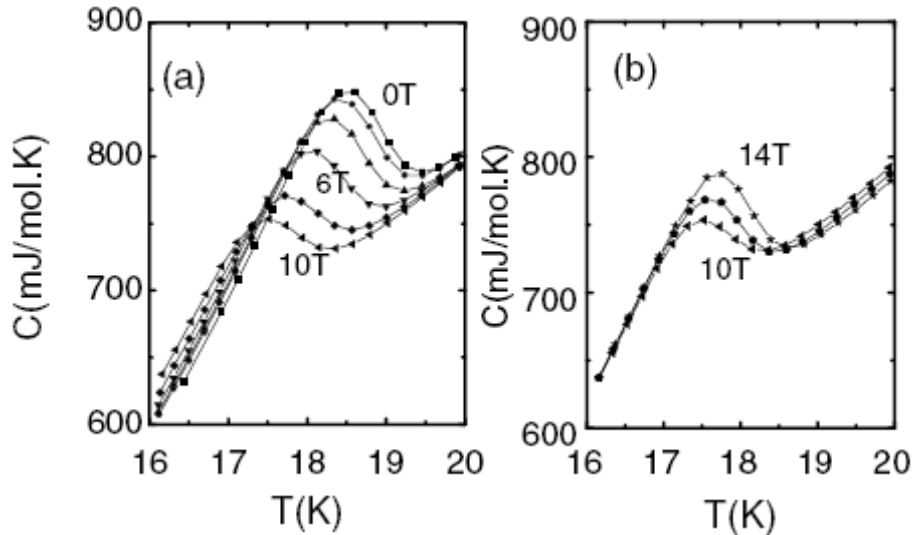 900
(a)
0T
800
6T
10T
700
600
16 17 18 19 20
T(K)
C(mJ/mol.K)
900
(b)
14T
800
10T
700
600
16 17 18 19 20
T(K)
C(mJ/mol.K)